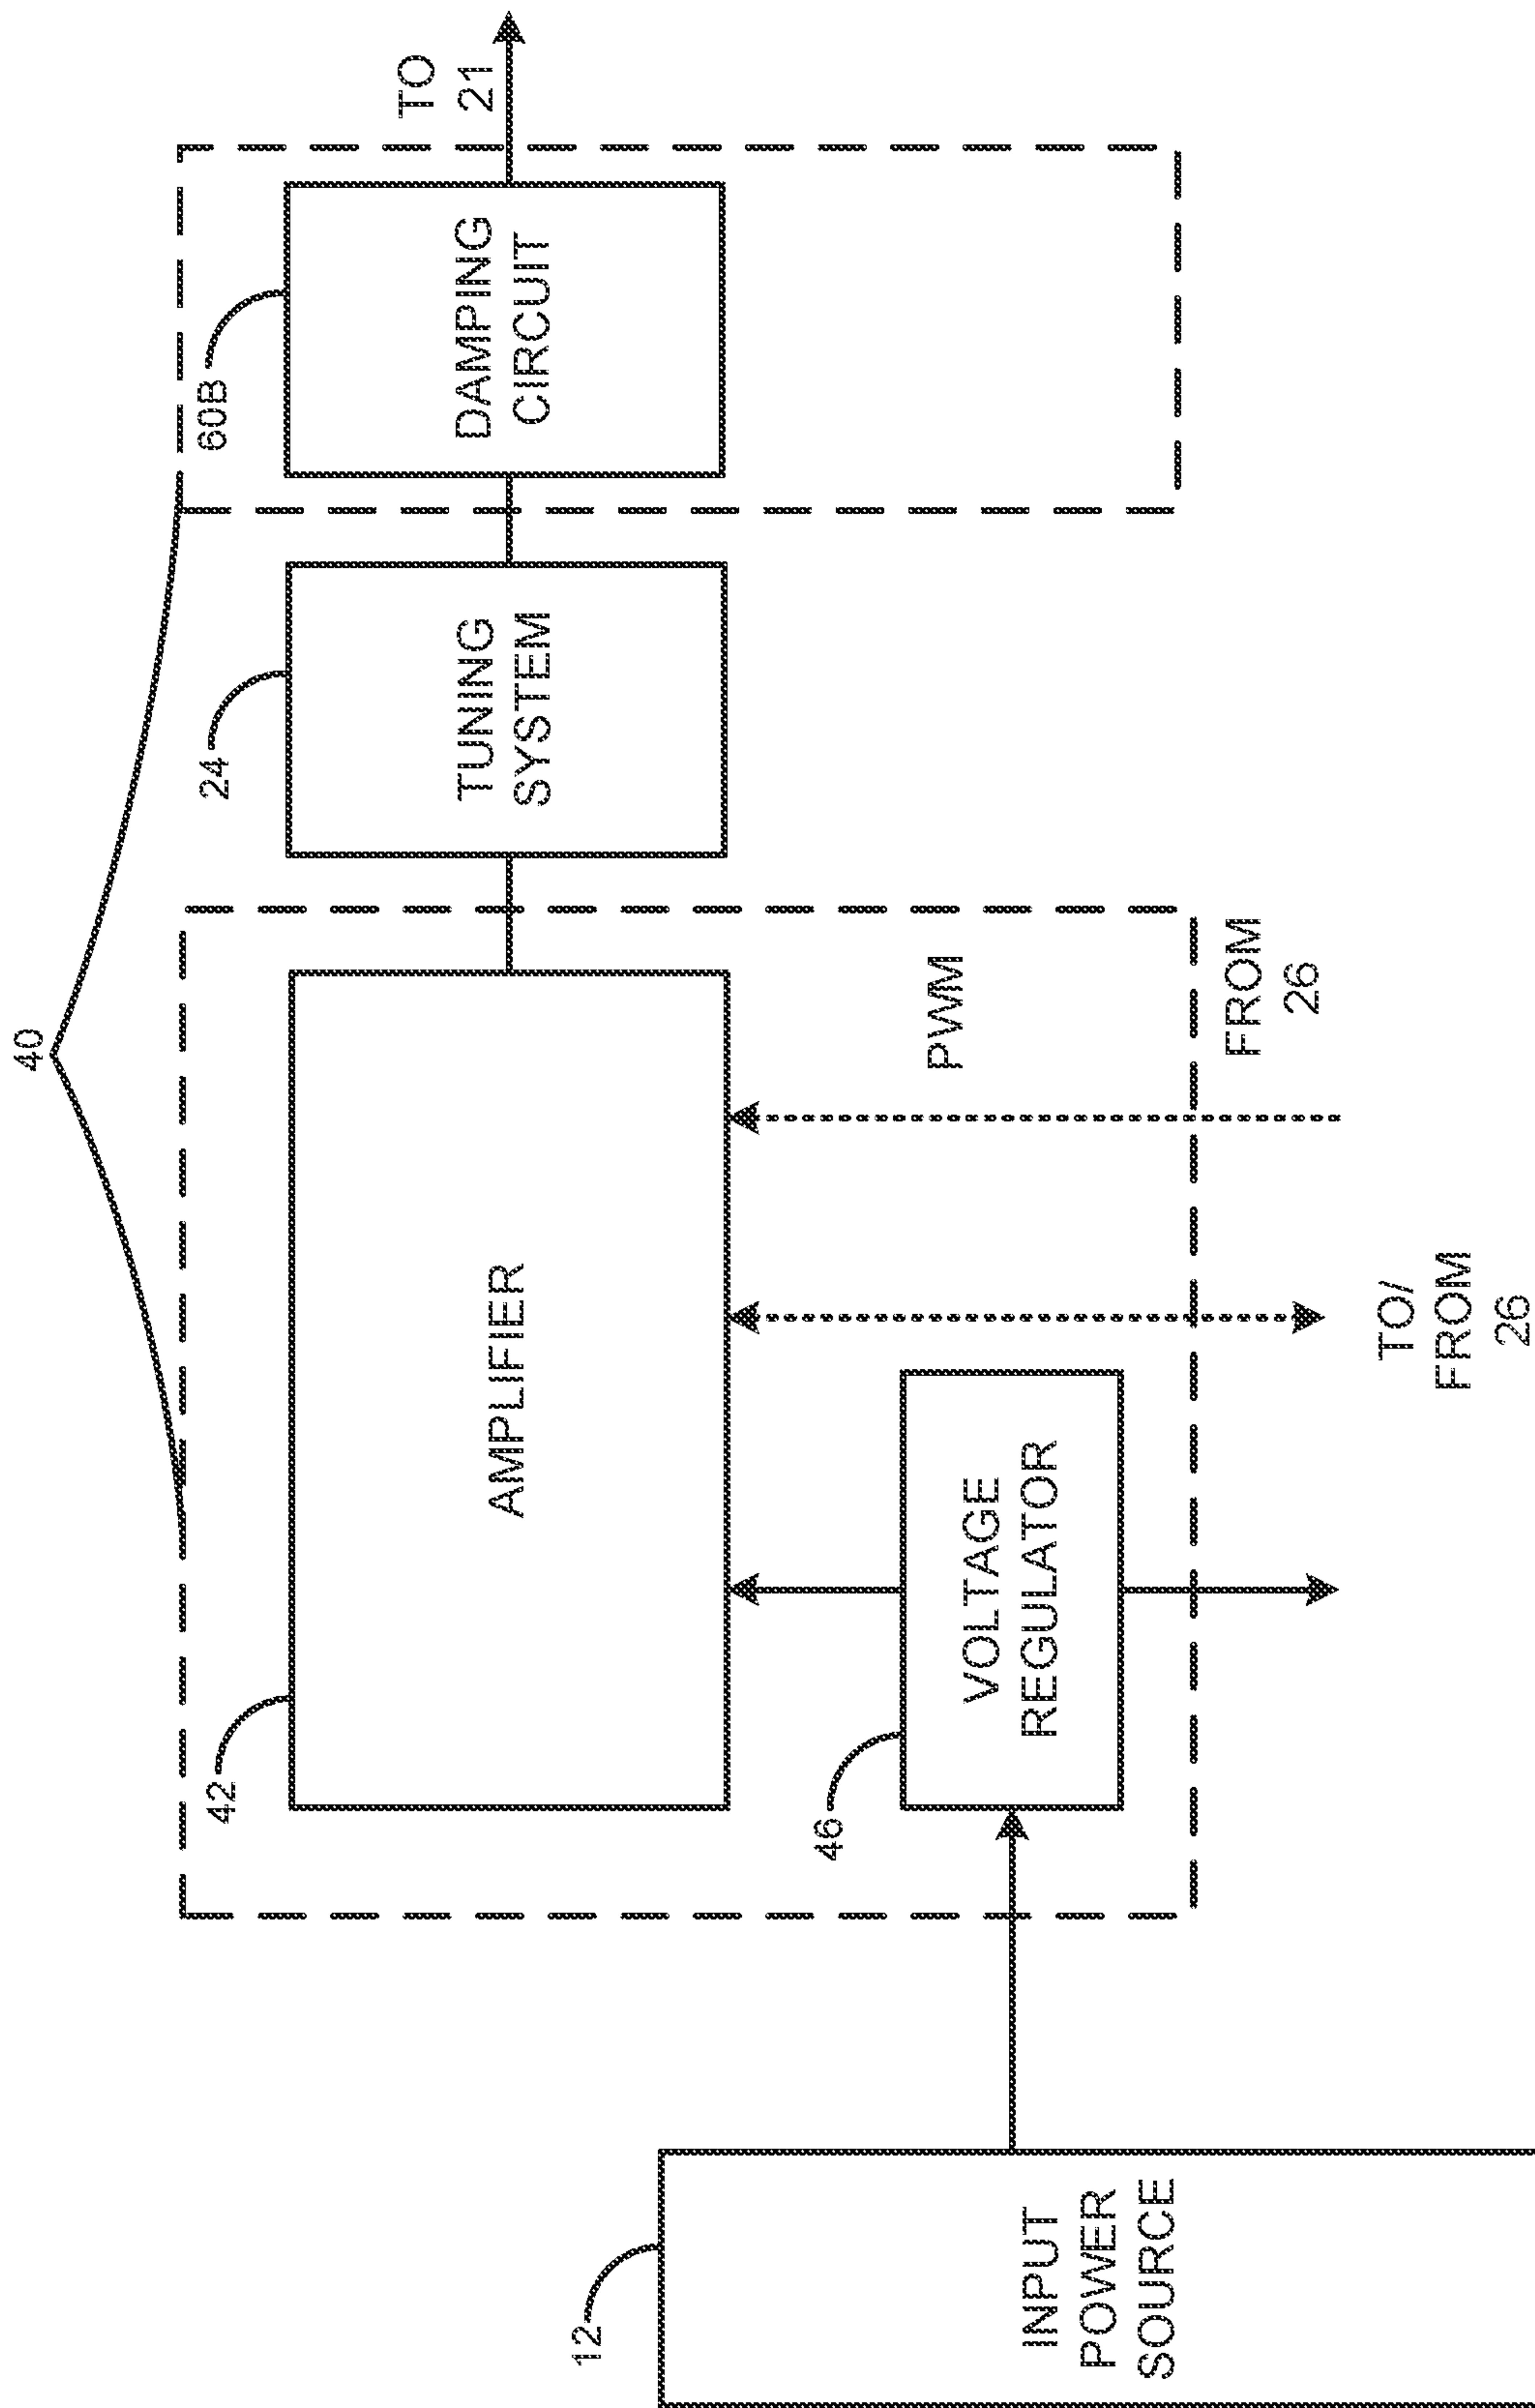 40
42
AMPLIFIER
24
TUNING
SYSTEM
60B
DAMPING
CIRCUIT
TO
21
12
INPUT
POWER
SOURCE
46
VOLTAGE
REGULATOR
PWM
TO/
FROM
26
FROM
26